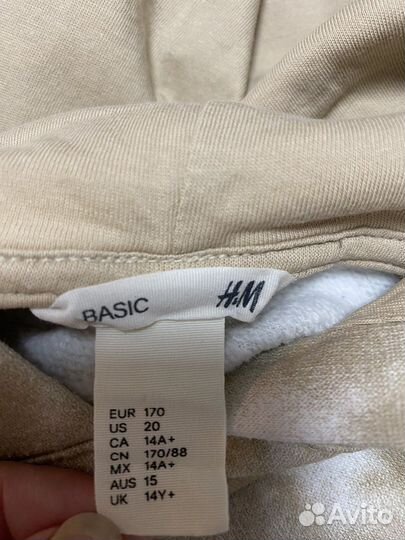 BASIC H&M
EUR 170
US 20
CA 14A+
CN 170/88
MX 14A+
AUS 15
UK 14Y+
Avito